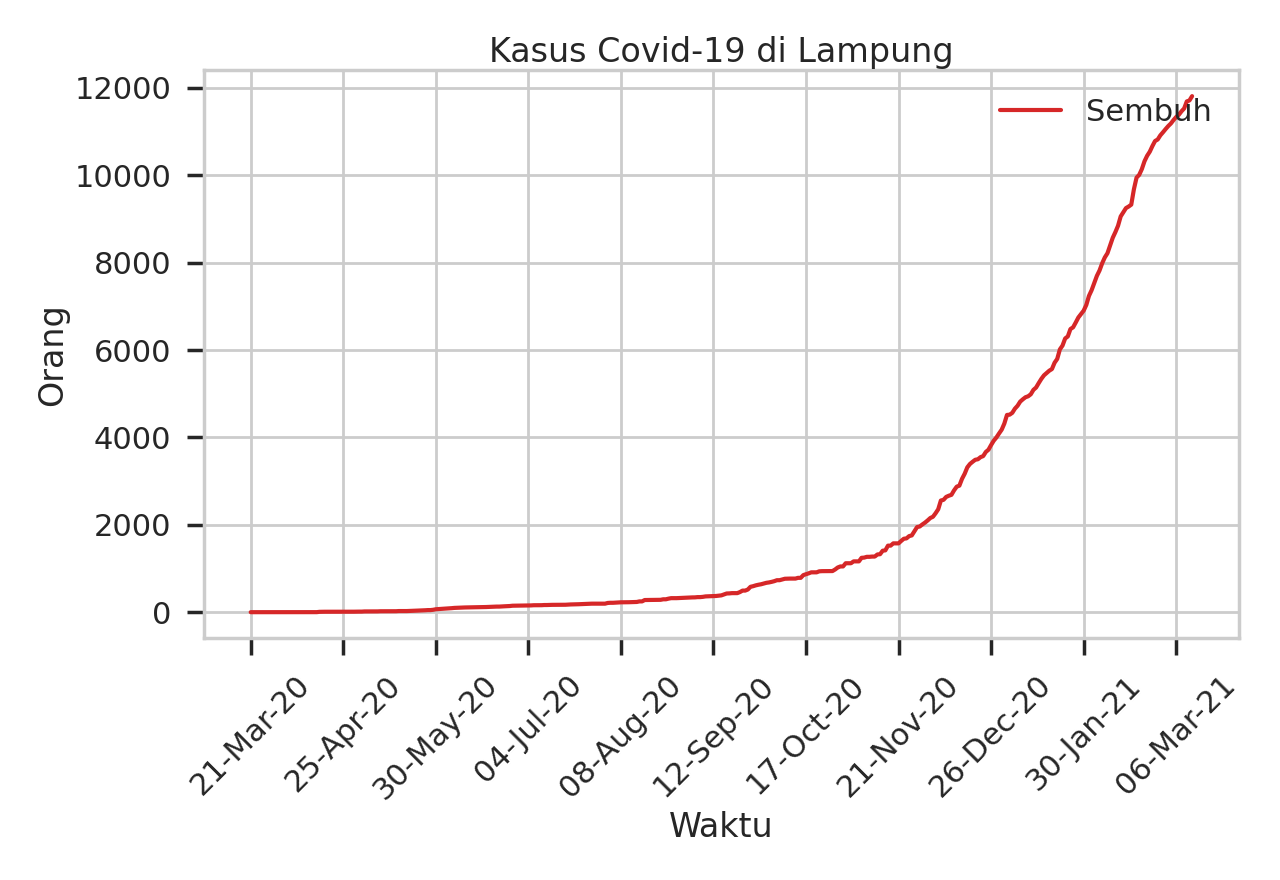 Kasus Covid-19 di Lampung
12000
10000
8000
6000
4000
2000
0
Orang
Sembuh
21-Mar-20
25-Apr-20
30-May-20
04-Jul-20
08-Aug-20
12-Sep-20
17-Oct-20
21-Nov-20
26-Dec-20
30-Jan-21
06-Mar-21
Waktu